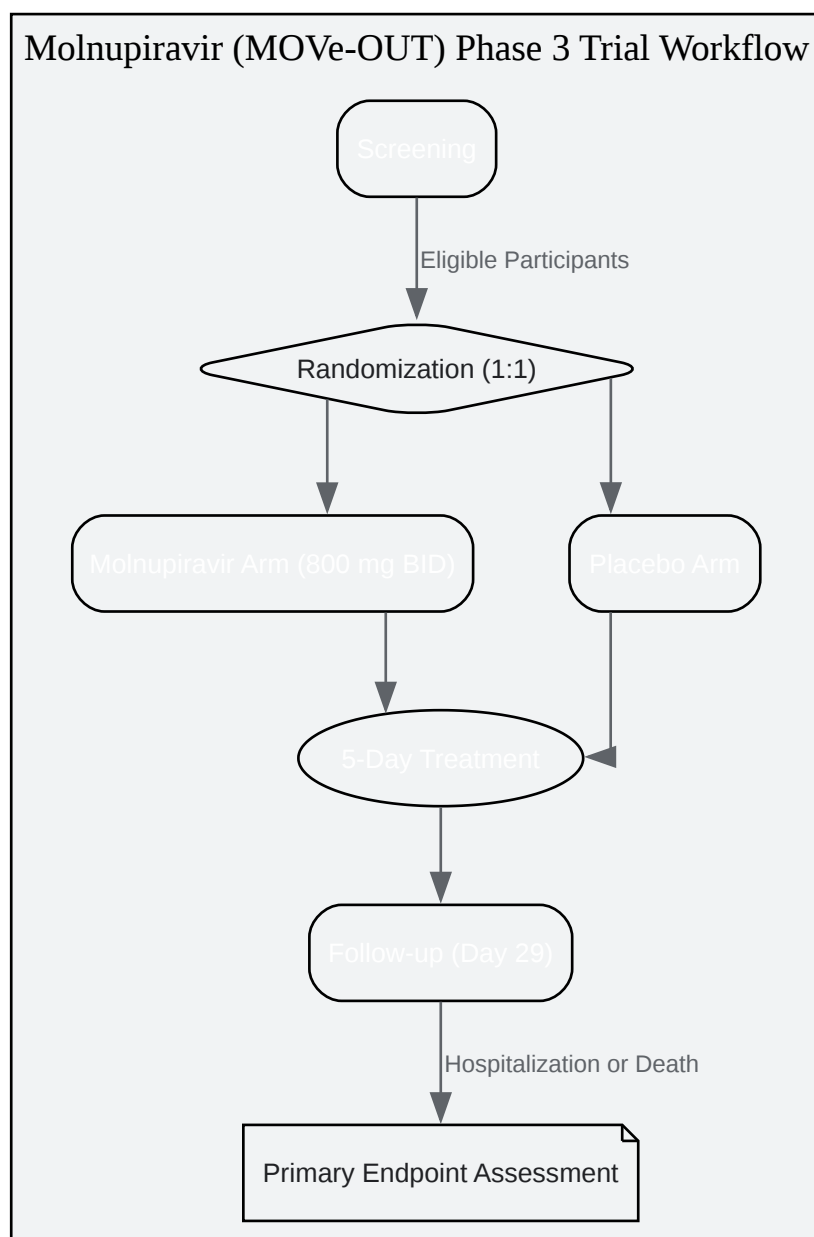 Molnupiravir (MOVe-OUT) Phase 3 Trial Workflow
Screening
Eligible Participants
Randomization (1:1)
Molnupiravir Arm (800 mg BID)
Placebo Arm
5-Day Treatment
Follow-up (Day 29)
Hospitalization or Death
Primary Endpoint Assessment